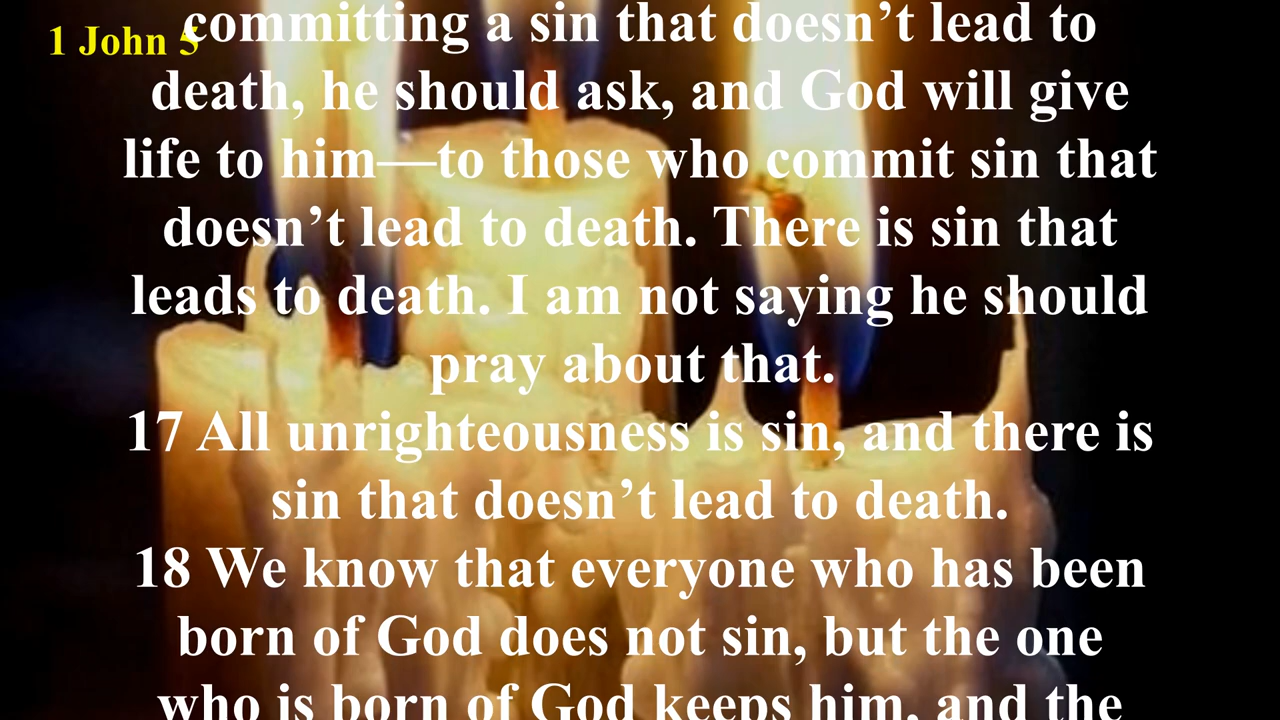 1 John 5
committing a sin that doesn’t lead to
death, he should ask, and God will give
life to him—to those who commit sin that
doesn’t lead to death. There is sin that
leads to death. I am not saying he should
pray about that.
17 All unrighteousness is sin, and there is
sin that doesn’t lead to death.
18 We know that everyone who has been
born of God does not sin, but the one
who is born of God keeps him, and the